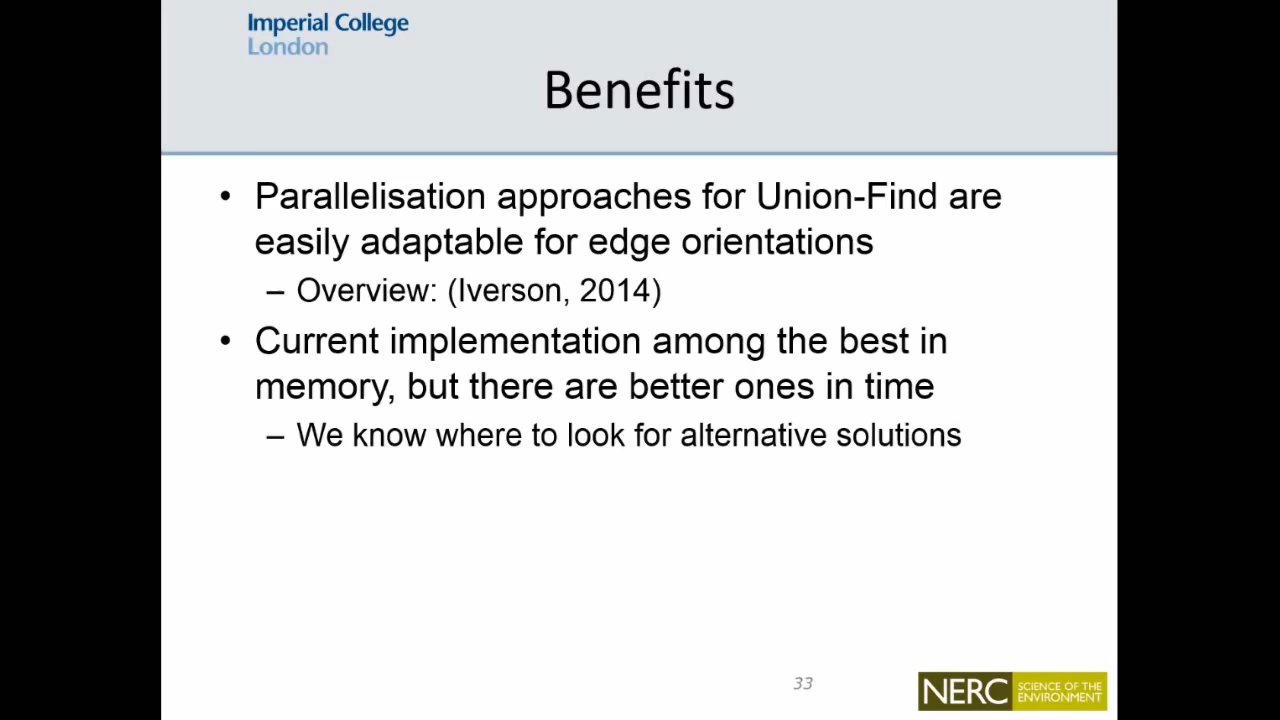 Imperial College
London
Benefits
• Parallelisation approaches for Union-Find are
easily adaptable for edge orientations
– Overview: (Iverson, 2014)
• Current implementation among the best in
memory, but there are better ones in time
– We know where to look for alternative solutions
33
NERC SCIENCE OF THE
ENVIRONMENT